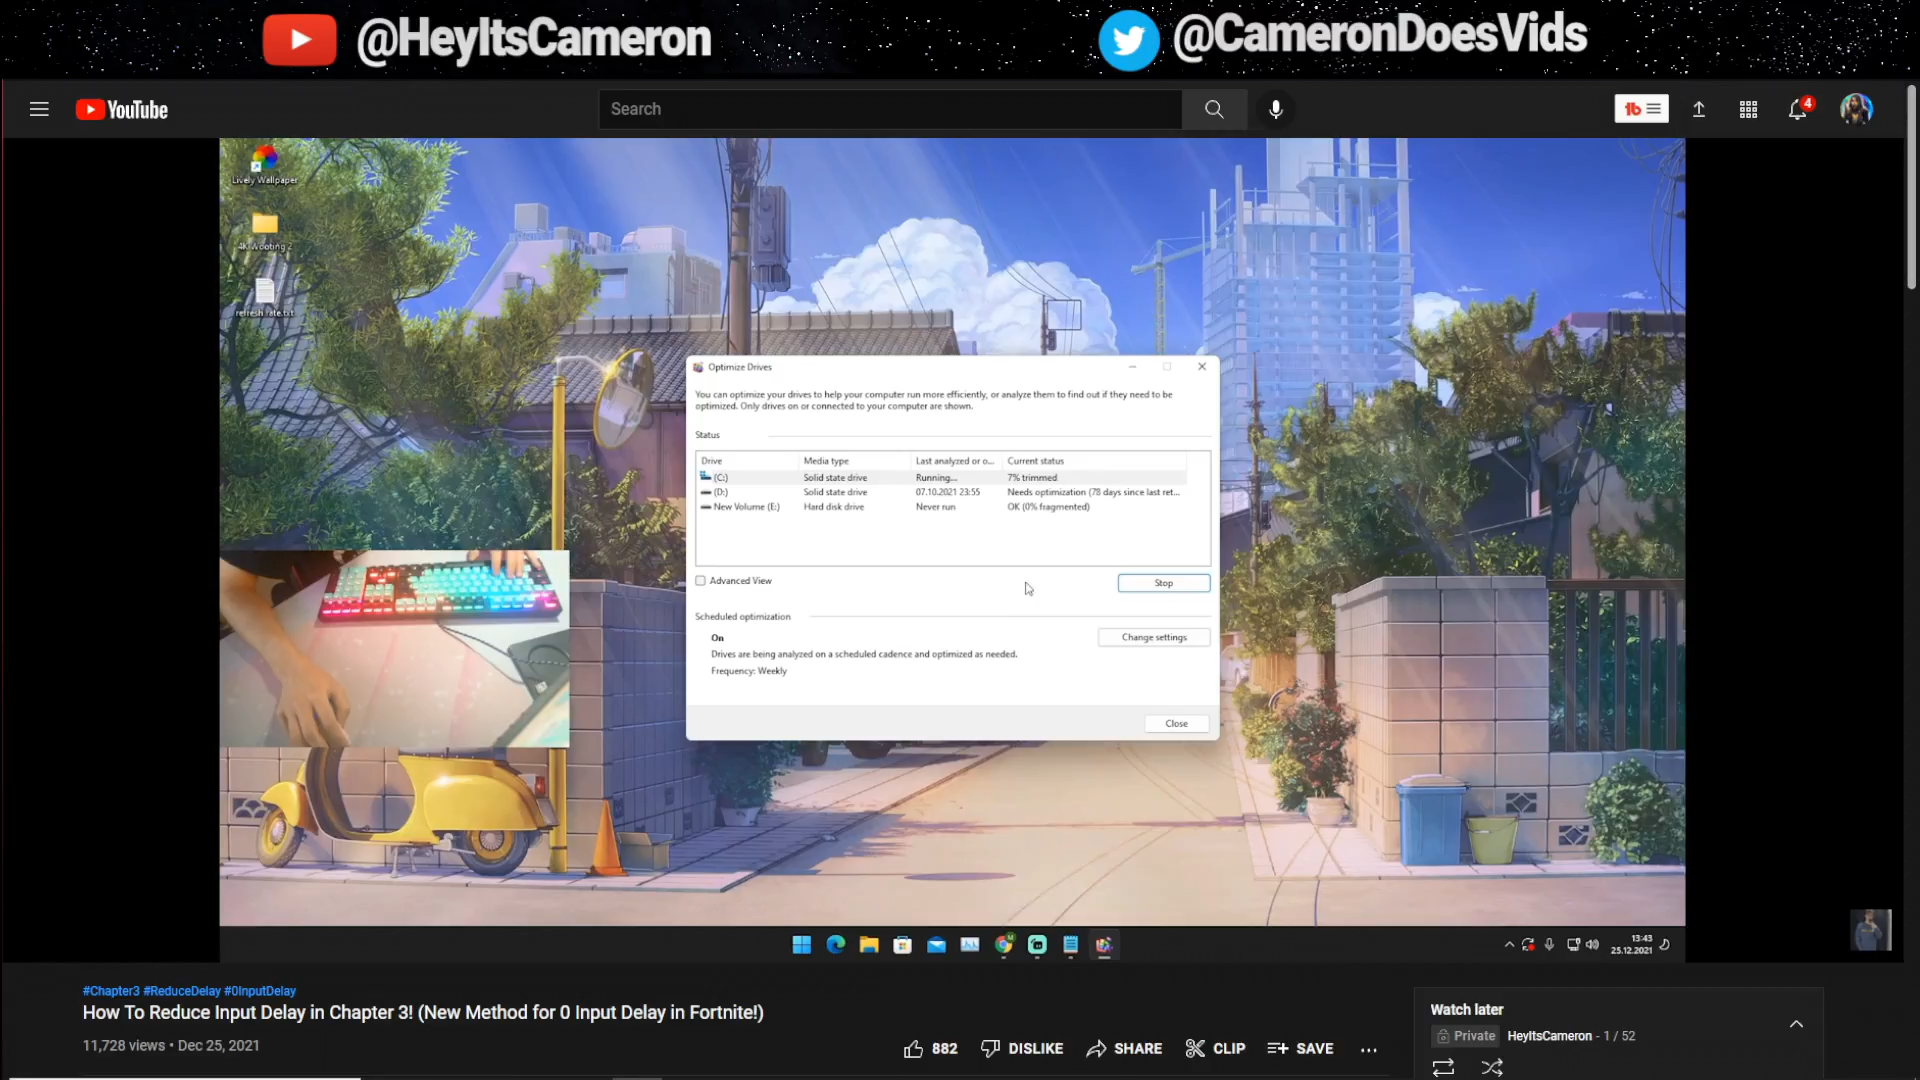 @HeyItsCameron
@CameronDoesVids
YouTube
Search
4
Lively Wallpaper
4K Wooting 2
refresh rate.txt
Optimize Drives
You can optimize your drives to help your computer run more efficiently, or analyze them to find out if they need to be
optimized. Only drives on or connected to your computer are shown.
Status
Drive Media type Last analyzed or o... Current status
(C:) Solid state drive Running... 7% trimmed
(D:) Solid state drive 07.10.2021 23:55 Needs optimization (78 days since last ret...
New Volume (E:) Hard disk drive Never run OK (0% fragmented)
Advanced View
Stop
Scheduled optimization
On
Change settings
Drives are being analyzed on a scheduled cadence and optimized as needed.
Frequency: Weekly
Close
13:43
25.12.2021
#Chapter3 #ReduceDelay #0InputDelay
How To Reduce Input Delay in Chapter 3! (New Method for 0 Input Delay in Fortnite!)
11,728 views • Dec 25, 2021
882 DISLIKE SHARE CLIP SAVE
Watch later
Private HeyItsCameron - 1 / 52